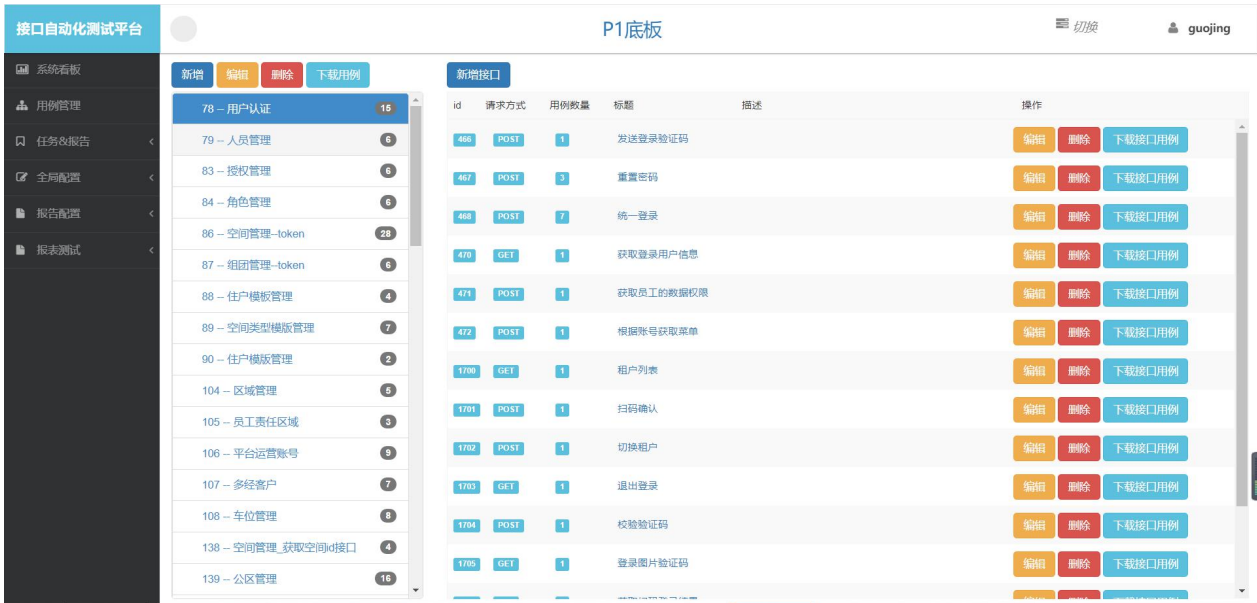 接口自动化测试平台
P1底板
切换
guojing
系统看板
用例管理
任务&报告
全局配置
报告配置
报表测试
新增 编辑 删除 下载用例
78 -- 用户认证 15
79 -- 人员管理 6
83 -- 授权管理 6
84 -- 角色管理 6
86 -- 空间管理--token 28
87 -- 组团管理--token 6
88 -- 住户模板管理 4
89 -- 空间类型模版管理 7
90 -- 住户模版管理 2
104 -- 区域管理 5
105 -- 员工责任区域 3
106 -- 平台运营账号 9
107 -- 多经客户 7
108 -- 车位管理 8
138 -- 空间管理_获取空间id接口 4
139 -- 公区管理 16
新增接口
id 请求方式 用例数量 标题 描述 操作
466 POST 1 发送登录验证码 编辑 删除 下载接口用例
467 POST 3 重置密码 编辑 删除 下载接口用例
468 POST 7 统一登录 编辑 删除 下载接口用例
470 GET 1 获取登录用户信息 编辑 删除 下载接口用例
471 POST 1 获取员工的数据权限 编辑 删除 下载接口用例
472 POST 1 根据账号获取菜单 编辑 删除 下载接口用例
1700 GET 1 租户列表 编辑 删除 下载接口用例
1701 POST 1 扫码确认 编辑 删除 下载接口用例
1702 POST 1 切换租户 编辑 删除 下载接口用例
1703 GET 1 退出登录 编辑 删除 下载接口用例
1704 POST 1 校验验证码 编辑 删除 下载接口用例
1705 GET 1 登录图片验证码 编辑 删除 下载接口用例